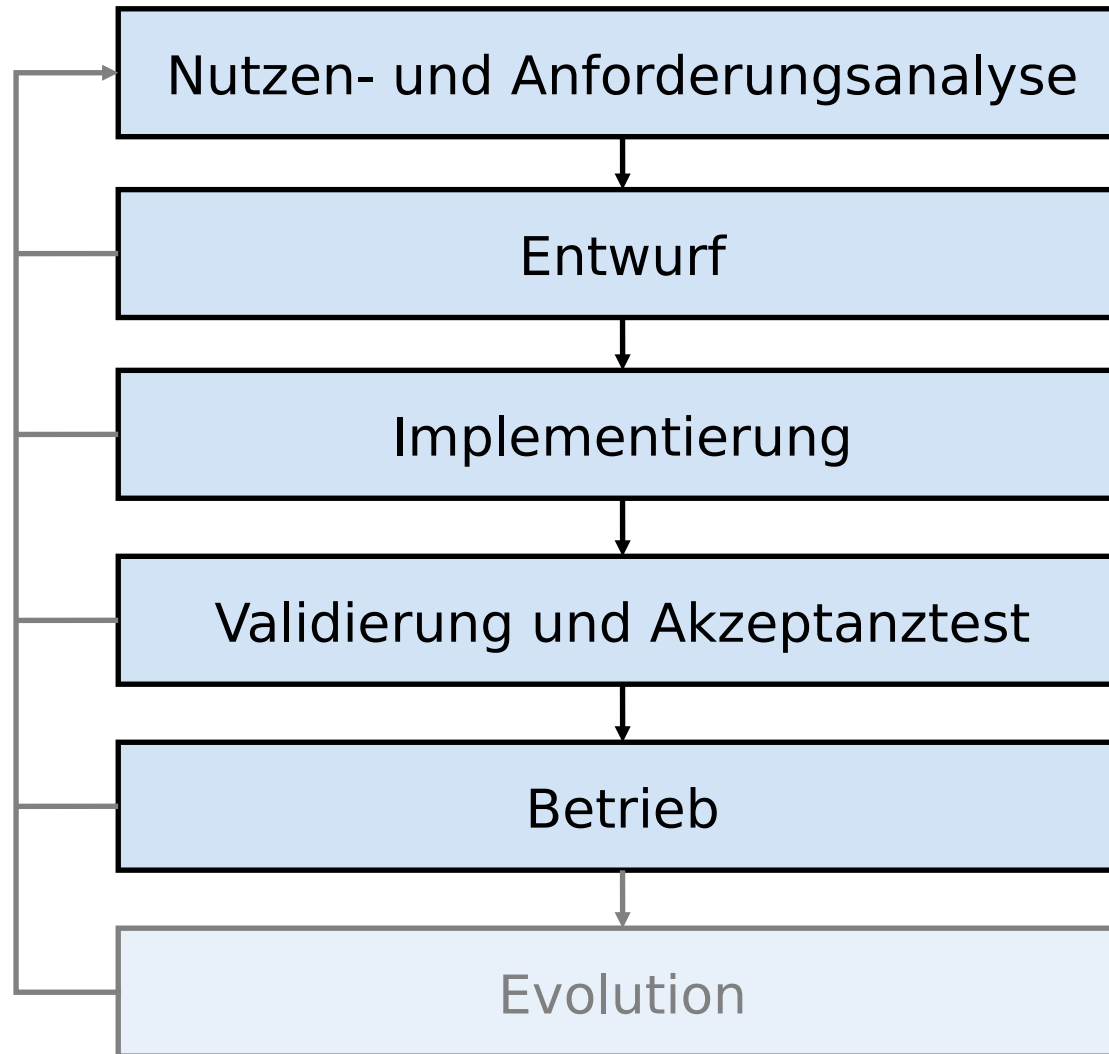 Nutzen- und Anforderungsanalyse
Entwurf
Implementierung
Validierung und Akzeptanztest
Betrieb
Evolution